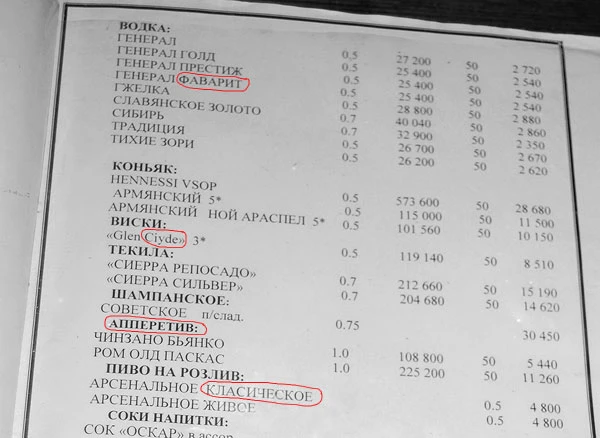 ВОДКА:
ГЕНЕРАЛ 0,5 27 200 50 2 720
ГЕНЕРАЛ ГОЛД 0.5 25 400 50 2 540
ГЕНЕРАЛ ПРЕСТИЖ 0.5 25 400 50 2 540
ГЕНЕРАЛ ФАВАРИТ 0.5 25 400 50 2 540
ГЖЕЛКА 0.5 28 800 50 2 880
СЛАВЯНСКОЕ ЗОЛОТО 0.7 40 040 50 2 860
СИБИРЬ 0.7 32 900 50 2 350
ТРАДИЦИЯ 0.5 26 700 50 2 670
ТИХИЕ ЗОРИ 0.5 26 200 50 2 620
КОНЬЯК:
HENNESSI VSOP 0.5 573 600 50 28 680
АРМЯНСКИЙ 5* 0.5 115 000 50 11 500
АРМЯНСКИЙ НОЙ АРАСПЕЛ 5* 0.5 101 560 50 10 150
ВИСКИ:
«Glen Ciyde» 3* 0.5 119 140 50 8 510
ТЕКИЛА:
«СИЕРРА РЕПОСАДО» 0.7 212 660 50 15 190
«СИЕРРА СИЛЬВЕР» 0.7 204 680 50 14 620
ШАМПАНСКОЕ:
СОВЕТСКОЕ п/слад. 0.75 30 450
АППЕРЕТИВ:
ЧИНЗАНО БЬЯНКО 1.0 108 800 50 5 440
РОМ ОЛД ПАСКАС 1.0 225 200 50 11 260
ПИВО НА РОЗЛИВ:
АРСЕНАЛЬНОЕ КЛАСИЧЕСКОЕ 0.5 4 800
АРСЕНАЛЬНОЕ ЖИВОЕ 0.5 4 800
СОКИ НАПИТКИ:
СОК «ОСКАР» в ассор